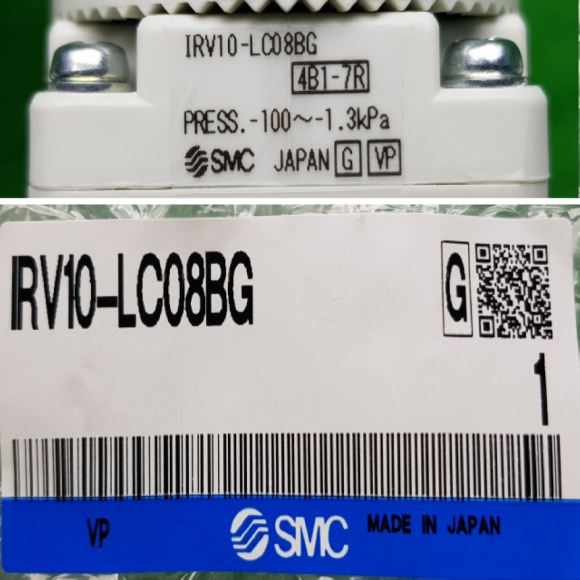 IRV10-LC08BG
4B1-7R
PRESS.-100～-1.3kPa
SMC JAPAN G VP
IRV10-LC08BG
G
1
VP SMC MADE IN JAPAN